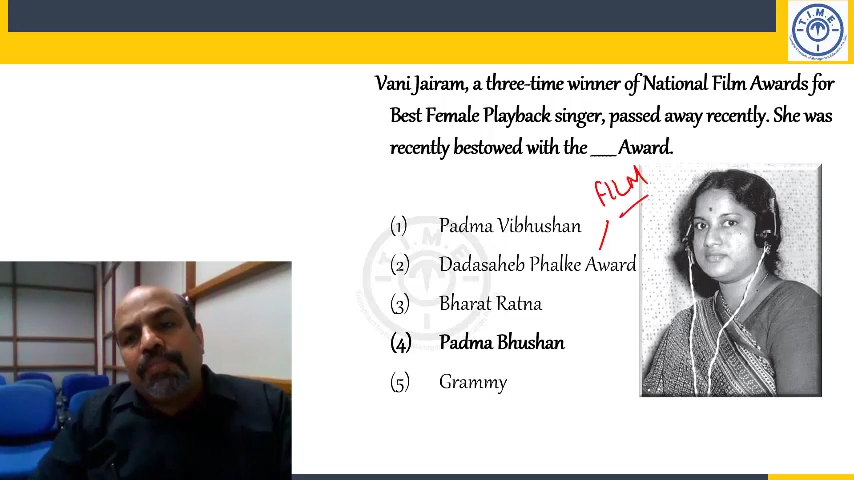 T.I.M.E.
Vani Jairam, a three-time winner of National Film Awards for
Best Female Playback singer, passed away recently. She was
recently bestowed with the ___ Award.
FILM
(1) Padma Vibhushan
(2) Dadasaheb Phalke Award
(3) Bharat Ratna
(4) Padma Bhushan
(5) Grammy